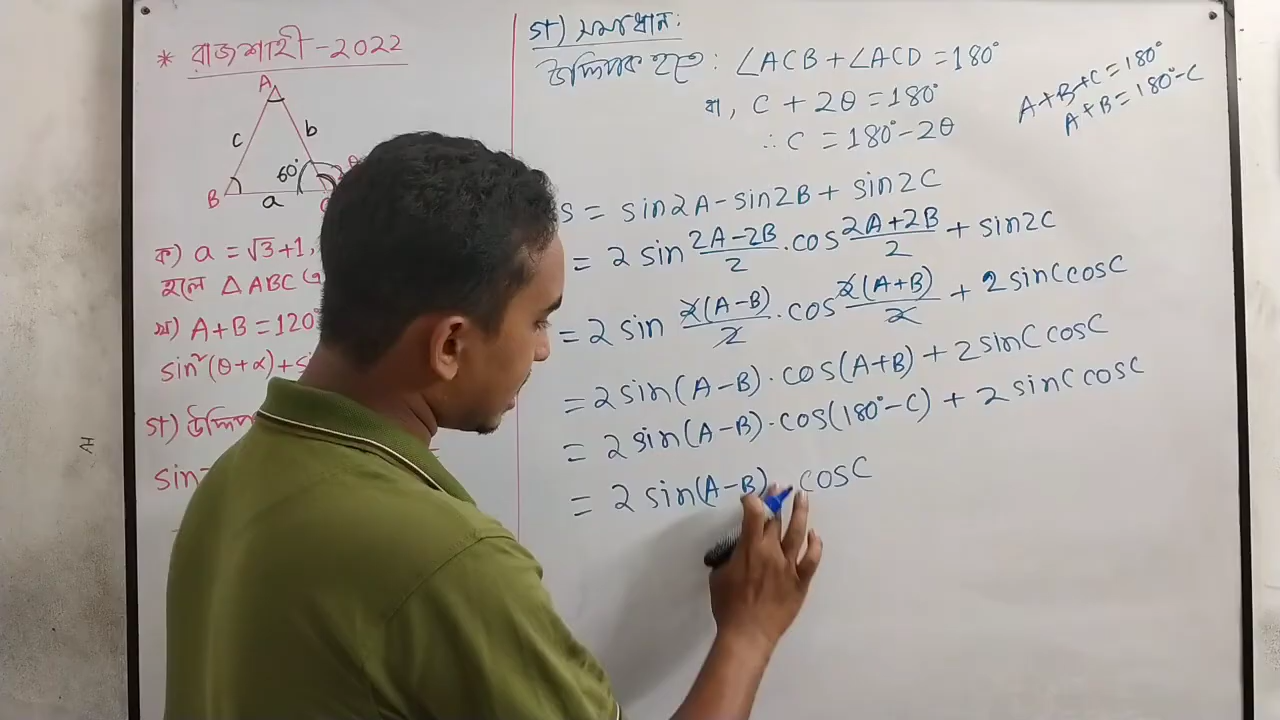 * রাজশাহী-2022
A
c
b
60°
B
a
ক) a = √3+1,
হলে △ABC
খ) A+B = 120°
sin²(θ+α)+s
গ)
sin
গ) সমাধান:
উদ্দিপক হতে: ∠ACB + ∠ACD = 180°
বা, C + 2θ = 180°
∴ C = 180° - 2θ
A+B+C = 180°
A+B = 180°-C
S = sin2A - sin2B + sin2C
= 2 sin (2A-2B)/2 · cos (2A+2B)/2 + sin2C
= 2 sin 2(A-B)/2 · cos 2(A+B)/2 + 2 sinC cosC
= 2 sin(A-B) · cos(A+B) + 2 sinC cosC
= 2 sin(A-B) · cos(180°-C) + 2 sinC cosC
= 2 sin(A-B) cosC